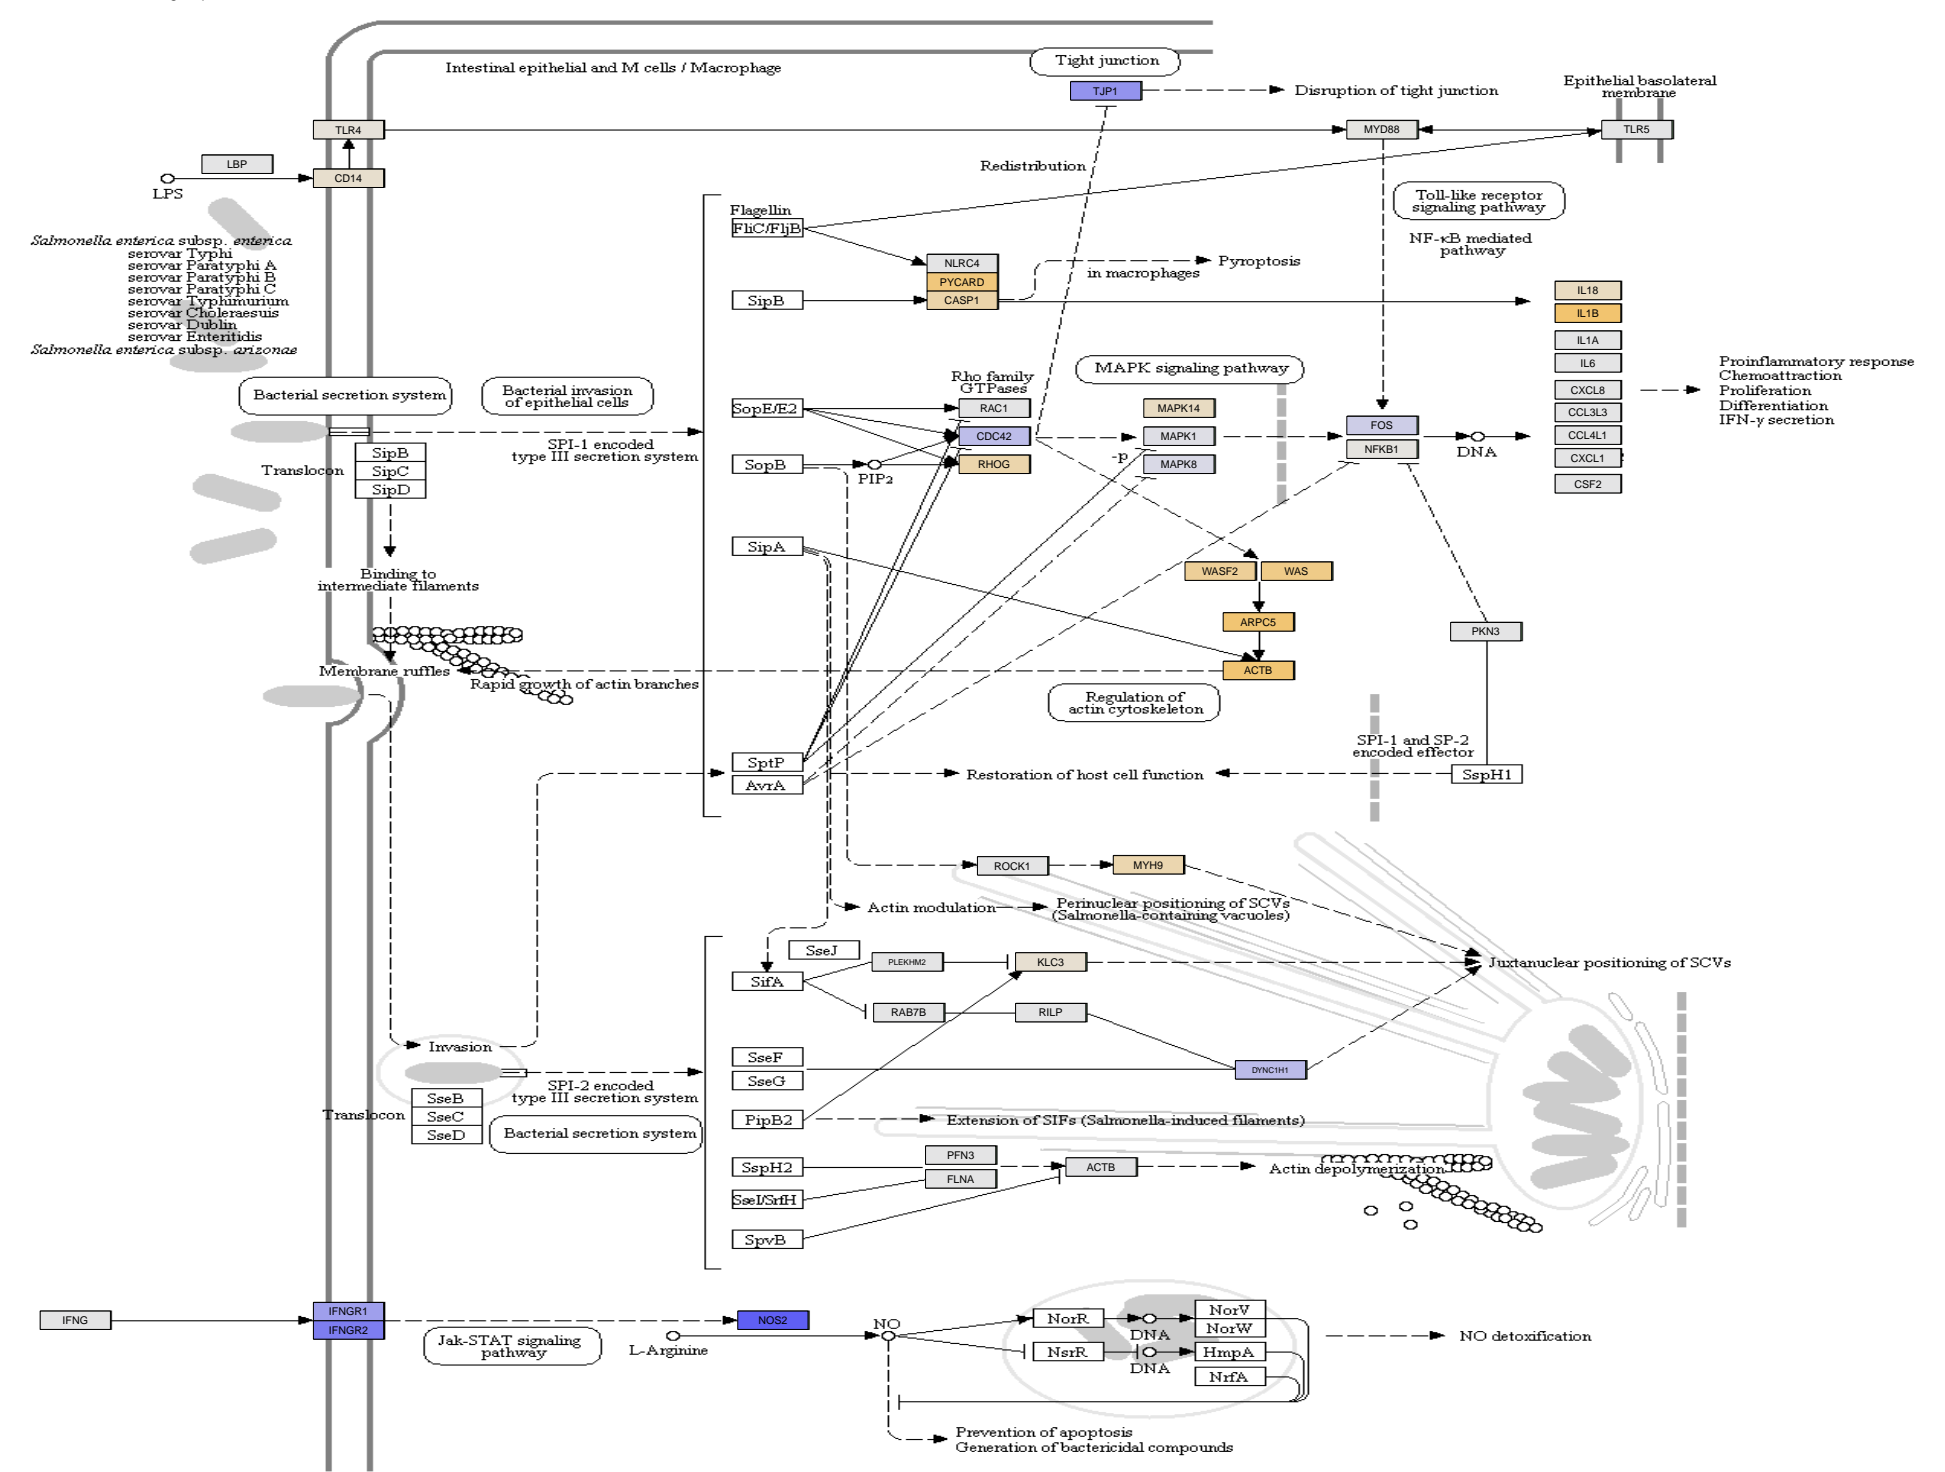 Tight junction
Intestinal epithelial and M cells / Macrophage
TJP1
Disruption of tight junction
Epithelial basolateral
membrane
TLR4
MYD88
TLR5
LBP
CD14
LPS
Redistribution
Toll-like receptor
signaling pathway
NF-κB mediated
pathway
Flagellin
FliC/FljB
Salmonella enterica subsp. enterica
serovar Typhi
serovar Paratyphi A
serovar Paratyphi B
serovar Paratyphi C
serovar Typhimurium
serovar Choleraesuis
serovar Dublin
serovar Enteritidis
Salmonella enterica subsp. arizonae
NLRC4
PYCARD
CASP1
in macrophages
Pyroptosis
SipB
IL18
IL1B
IL1A
IL6
CXCL8
CCL3L3
CCL4L1
CXCL1
CSF2
Proinflammatory response
Chemoattraction
Proliferation
Differentiation
IFN-γ secretion
Bacterial secretion system
Bacterial invasion
of epithelial cells
Rho family
GTPases
MAPK signaling pathway
SopE/E2
RAC1
MAPK14
CDC42
MAPK1
FOS
NFKB1
DNA
SPI-1 encoded
type III secretion system
Translocon
SipB
SipC
SipD
SopB
PIP2
RHOG
-p
MAPK8
SipA
Binding to
intermediate filaments
WASF2
WAS
ARPC5
PKN3
ACTB
Membrane ruffles
Rapid growth of actin branches
Regulation of
actin cytoskeleton
SPI-1 and SP-2
encoded effector
SptP
AvrA
Restoration of host cell function
SspH1
ROCK1
MYH9
Actin modulation
Perinuclear positioning of SCVs
(Salmonella-containing vacuoles)
SseJ
SifA
PLEKHM2
KLC3
Juxtanuclear positioning of SCVs
RAB7B
RILP
Invasion
SseF
SseG
DYNC1H1
SPI-2 encoded
type III secretion system
Translocon
SseB
SseC
SseD
Bacterial secretion system
PipB2
Extension of SIFs (Salmonella-induced filaments)
SspH2
PFN3
ACTB
Actin depolymerization
FLNA
SseI/SrfH
SpvB
IFNG
IFNGR1
IFNGR2
NOS2
Jak-STAT signaling
pathway
L-Arginine
NO
NorR
DNA
NorV
NorW
NsrR
DNA
HmpA
NrfA
NO detoxification
Prevention of apoptosis
Generation of bactericidal compounds